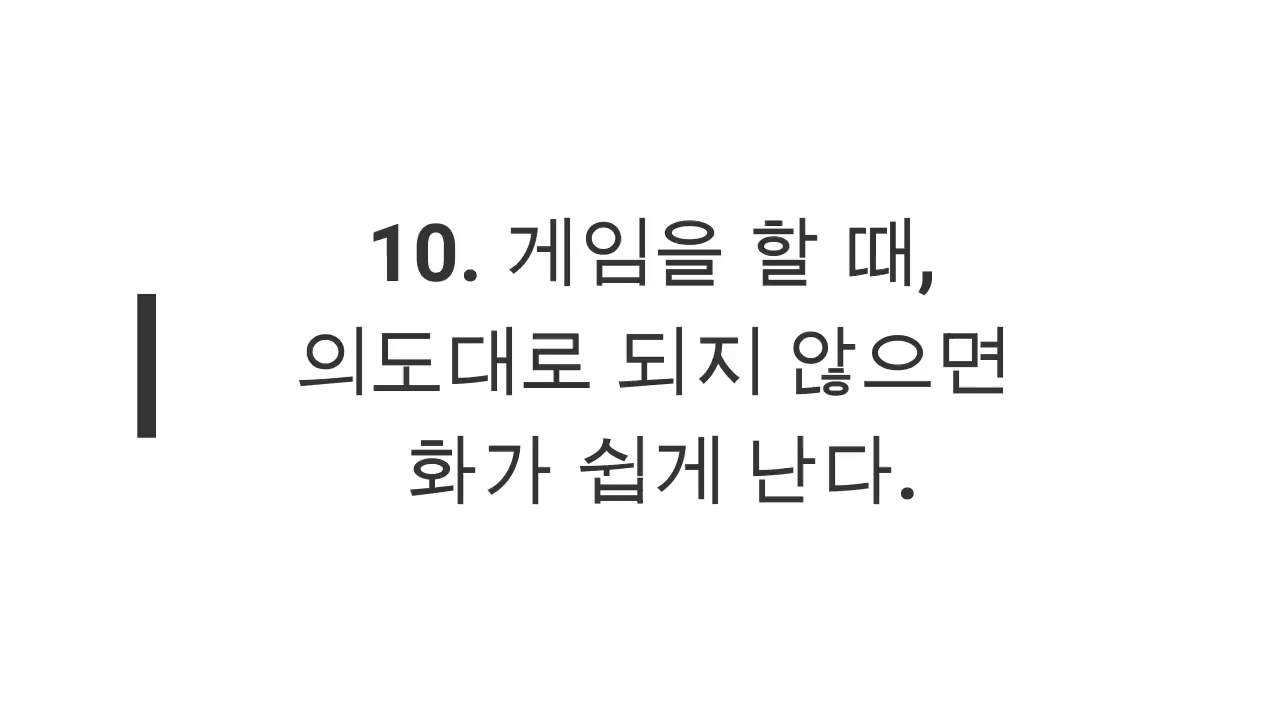 10. 게임을 할 때,
의도대로 되지 않으면
화가 쉽게 난다.